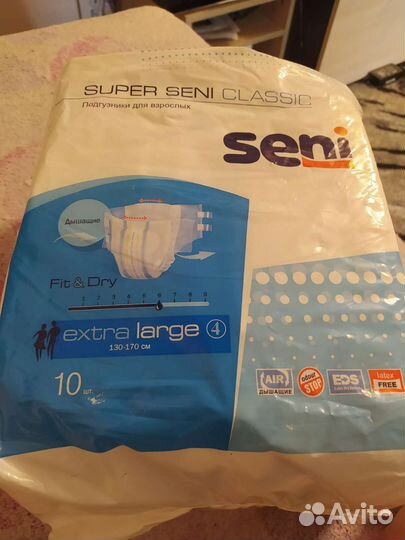 SUPER SENI CLASSIC
Подгузники для взрослых
seni
Дышащие
Fit & Dry
1 2 3 4 5 6 7 8 9
extra large 4
130-170 см
10 шт.
(AIR) odour STOP EDS latex FREE
ДЫШАЩИЕ
Avito